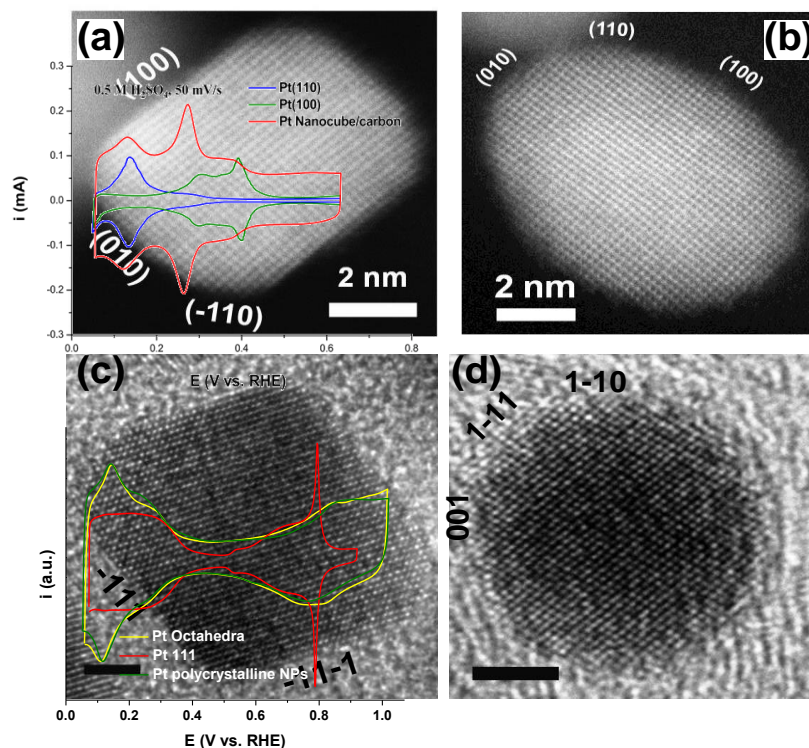 (a)
(100)
0.5 M H₂SO₄, 50 mV/s
Pt(110)
Pt(100)
Pt Nanocube/carbon
i (mA)
0.4
0.3
0.2
0.1
0.0
-0.1
-0.2
-0.3
(010)
(-110)
2 nm
0.0
0.2
0.4
0.6
0.8
E (V vs. RHE)
(b)
(010)
(110)
(100)
2 nm
(c)
i (a.u.)
-11
-11-1
Pt Octahedra
Pt 111
Pt polycrystalline NPs
0.0
0.2
0.4
0.6
0.8
1.0
E (V vs. RHE)
(d)
1-10
1-11
001